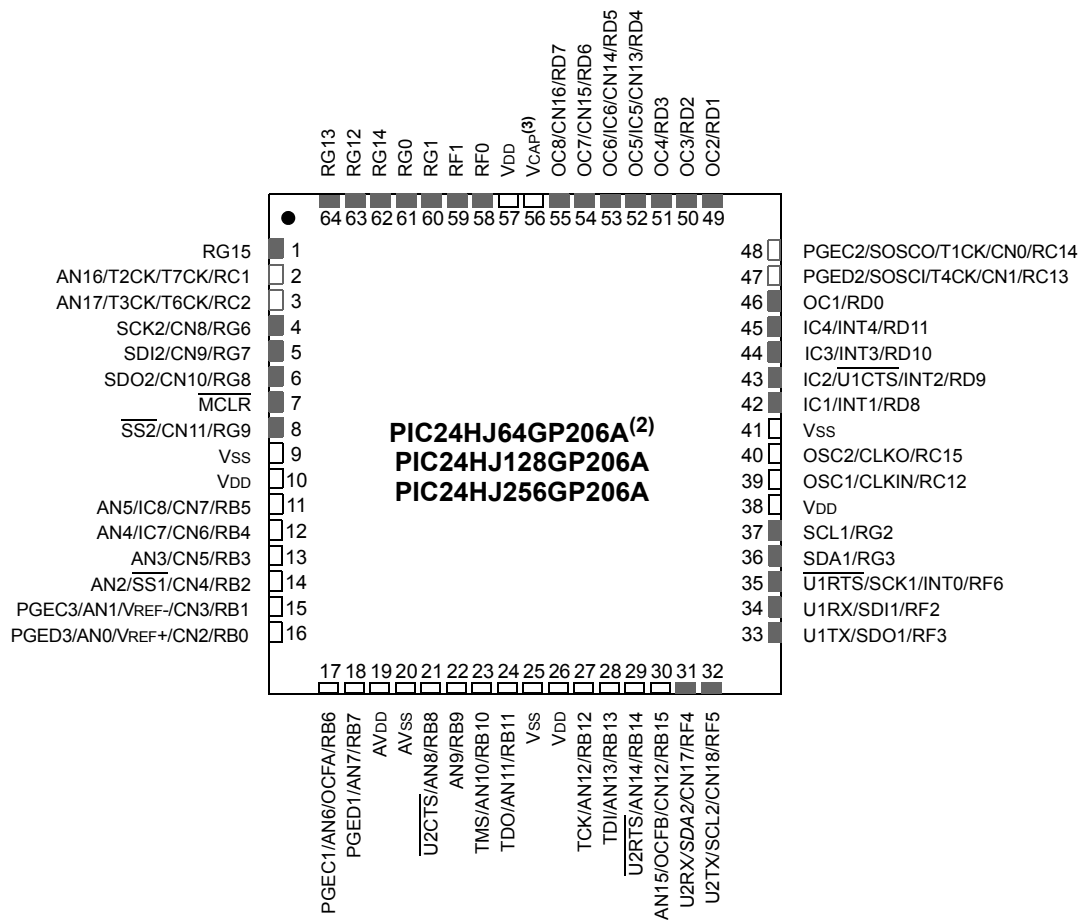 RG13
RG12
RG14
RG0
RG1
RF1
RF0
VDD
VCAP(3)
OC8/CN16/RD7
OC7/CN15/RD6
OC6/IC6/CN14/RD5
OC5/IC5/CN13/RD4
OC4/RD3
OC3/RD2
OC2/RD1
64 63 62 61 60 59 58 57 56 55 54 53 52 51 50 49
RG15 1
AN16/T2CK/T7CK/RC1 2
AN17/T3CK/T6CK/RC2 3
SCK2/CN8/RG6 4
SDI2/CN9/RG7 5
SDO2/CN10/RG8 6
MCLR 7
SS2/CN11/RG9 8
VSS 9
VDD 10
AN5/IC8/CN7/RB5 11
AN4/IC7/CN6/RB4 12
AN3/CN5/RB3 13
AN2/SS1/CN4/RB2 14
PGEC3/AN1/VREF-/CN3/RB1 15
PGED3/AN0/VREF+/CN2/RB0 16
PIC24HJ64GP206A(2)
PIC24HJ128GP206A
PIC24HJ256GP206A
48 PGEC2/SOSCO/T1CK/CN0/RC14
47 PGED2/SOSCI/T4CK/CN1/RC13
46 OC1/RD0
45 IC4/INT4/RD11
44 IC3/INT3/RD10
43 IC2/U1CTS/INT2/RD9
42 IC1/INT1/RD8
41 VSS
40 OSC2/CLKO/RC15
39 OSC1/CLKIN/RC12
38 VDD
37 SCL1/RG2
36 SDA1/RG3
35 U1RTS/SCK1/INT0/RF6
34 U1RX/SDI1/RF2
33 U1TX/SDO1/RF3
17 18 19 20 21 22 23 24 25 26 27 28 29 30 31 32
PGEC1/AN6/OCFA/RB6
PGED1/AN7/RB7
AVDD
AVSS
U2CTS/AN8/RB8
AN9/RB9
TMS/AN10/RB10
TDO/AN11/RB11
VSS
VDD
TCK/AN12/RB12
TDI/AN13/RB13
U2RTS/AN14/RB14
AN15/OCFB/CN12/RB15
U2RX/SDA2/CN17/RF4
U2TX/SCL2/CN18/RF5